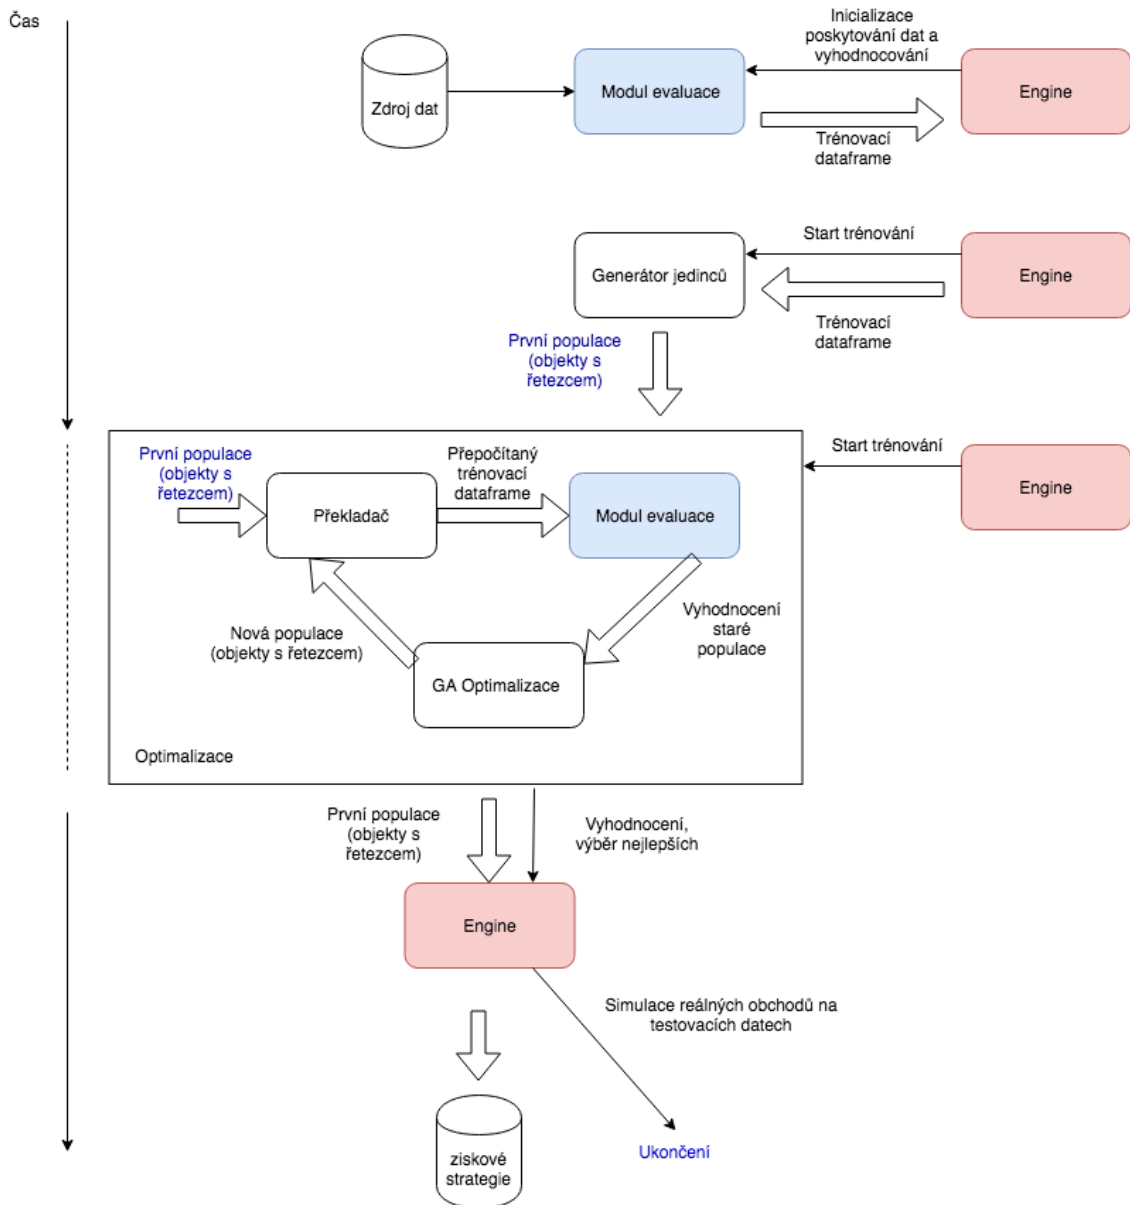 Čas
Inicializace
poskytování dat a
vyhodnocování
Zdroj dat
Modul evaluace
Engine
Trénovací
dataframe
Start trénování
Generátor jedinců
Engine
Trénovací
dataframe
První populace
(objekty s
řetezcem)
První populace
(objekty s
řetezcem)
Přepočítaný
trénovací
dataframe
Start trénování
Engine
Překladač
Modul evaluace
Nová populace
(objekty s řetezcem)
Vyhodnocení
staré
populace
GA Optimalizace
Optimalizace
První populace
(objekty s
řetezcem)
Vyhodnocení,
výběr nejlepších
Engine
Simulace reálných obchodů na
testovacích datech
ziskové
strategie
Ukončení